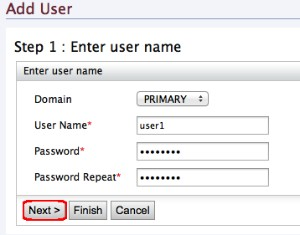 Add User
Step 1 : Enter user name
Enter user name
Domain PRIMARY
User Name* user1
Password* ••••••••
Password Repeat* ••••••••
Next > Finish Cancel